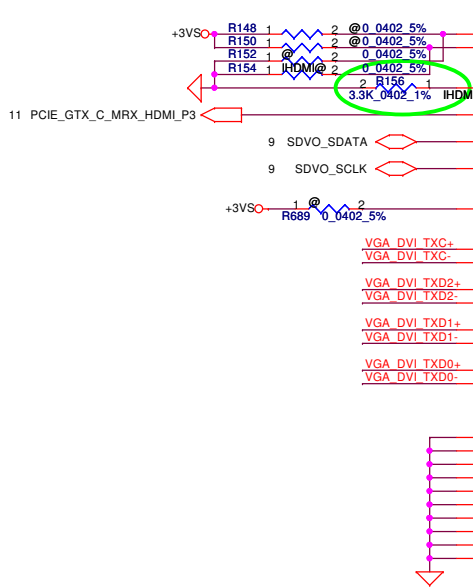 +3VS R148 1 2 @ 0_0402_5%
R150 1 2 @ 0_0402_5%
R152 1 @ 2 0_0402_5%
R154 1 IHDMI@ 2 0_0402_5%
2 R156 1
3.3K_0402_1% IHDM
11 PCIE_GTX_C_MRX_HDMI_P3
9 SDVO_SDATA
9 SDVO_SCLK
+3VS 1 @ 2
R689 0_0402_5%
VGA_DVI_TXC+
VGA_DVI_TXC-
VGA_DVI_TXD2+
VGA_DVI_TXD2-
VGA_DVI_TXD1+
VGA_DVI_TXD1-
VGA_DVI_TXD0+
VGA_DVI_TXD0-